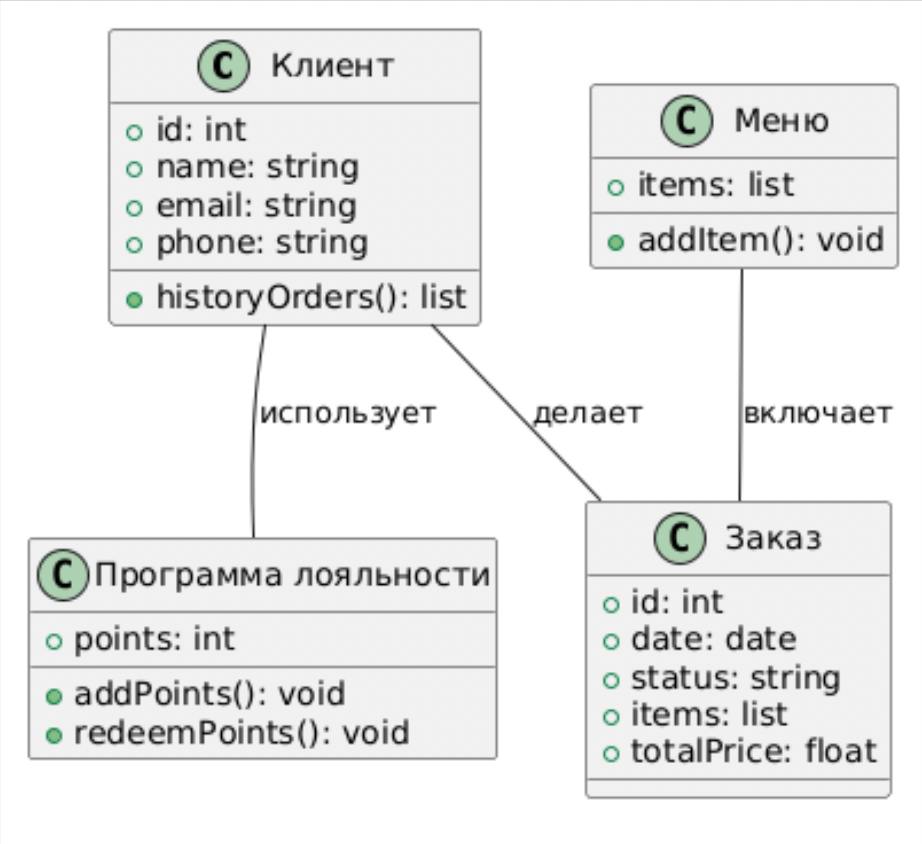 C Клиент
id: int
name: string
email: string
phone: string
historyOrders(): list
C Меню
items: list
addItem(): void
использует
делает
включает
C Программа лояльности
points: int
addPoints(): void
redeemPoints(): void
C Заказ
id: int
date: date
status: string
items: list
totalPrice: float